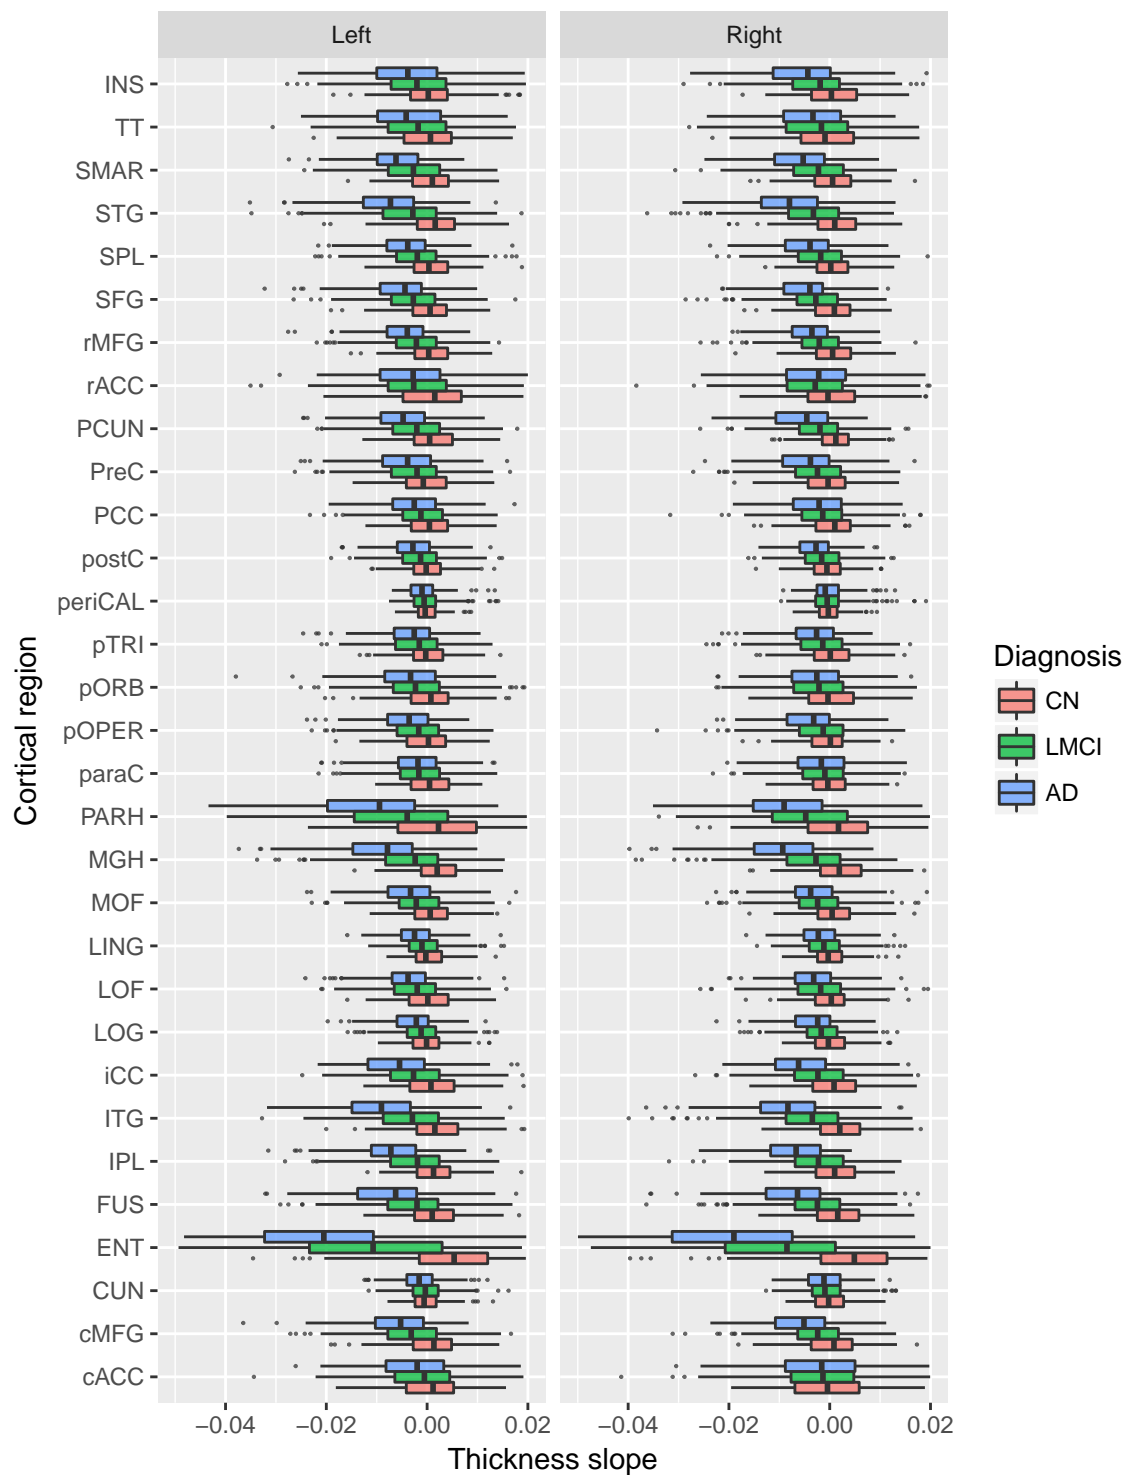 Left
Right
INS
TT
SMAR
STG
SPL
SFG
rMFG
rACC
PCUN
PreC
PCC
postC
periCAL
pTRI
pORB
pOPER
paraC
PARH
MGH
MOF
LING
LOF
LOG
iCC
ITG
IPL
FUS
ENT
CUN
cMFG
cACC
Cortical region
Diagnosis
CN
LMCI
AD
−0.04 −0.02 0.00 0.02
−0.04 −0.02 0.00 0.02
Thickness slope